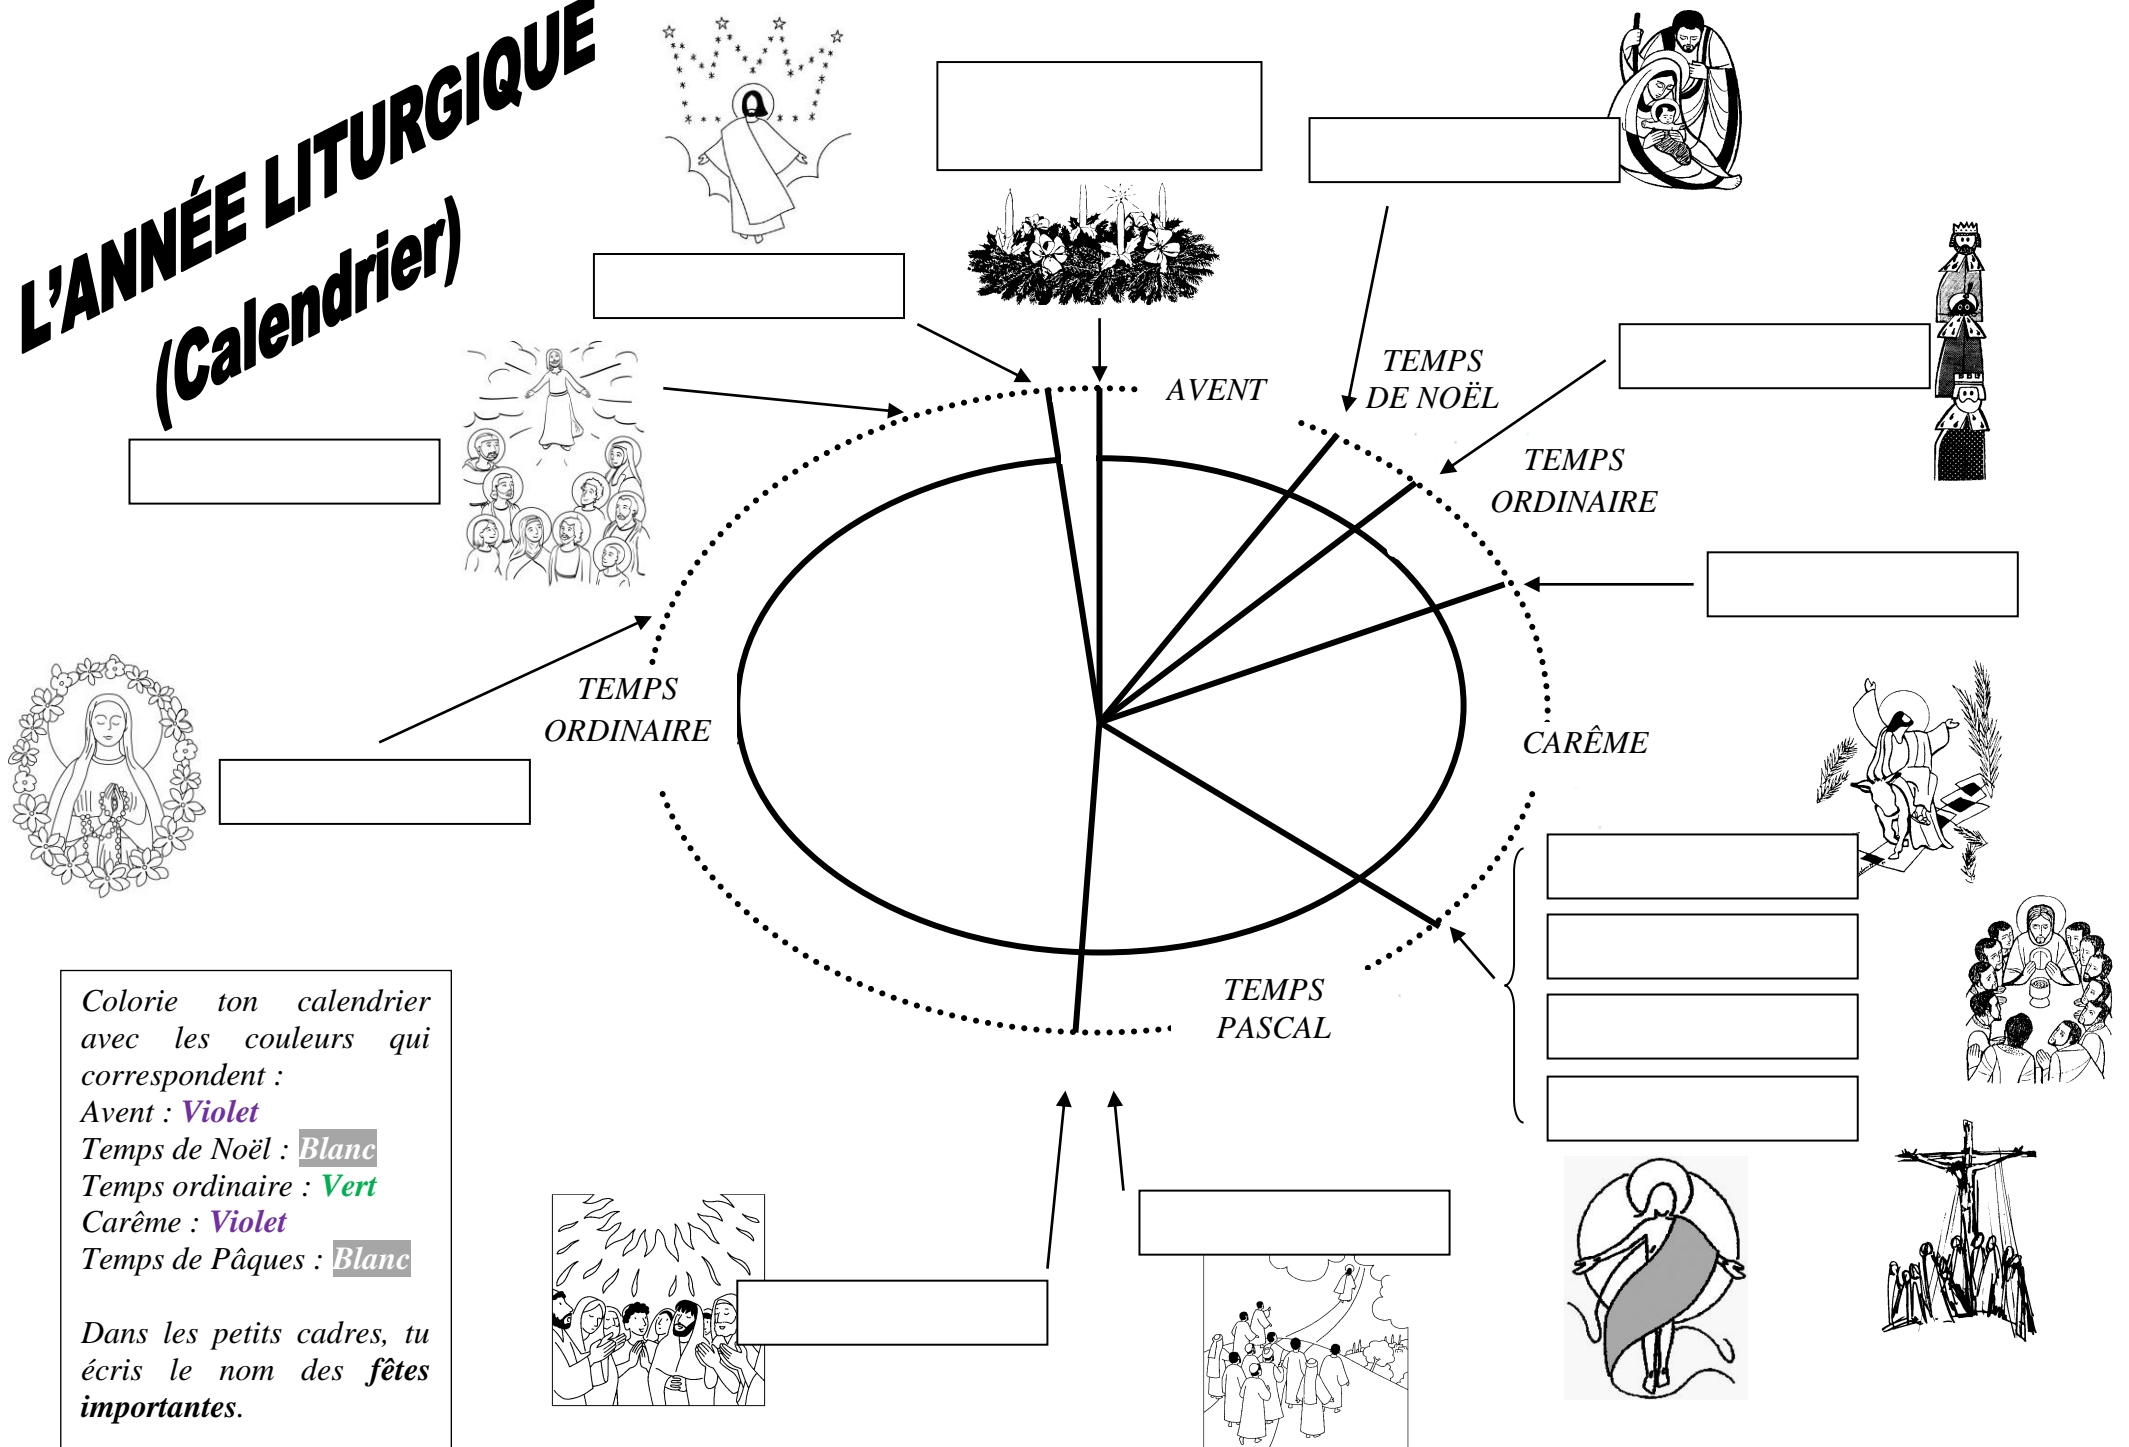 L'ANNÉE LITURGIQUE
(Calendrier)
AVENT
TEMPS
DE NOËL
TEMPS
ORDINAIRE
CARÊME
TEMPS
PASCAL
TEMPS
ORDINAIRE
Colorie ton calendrier
avec les couleurs qui
correspondent :
Avent : Violet
Temps de Noël : Blanc
Temps ordinaire : Vert
Carême : Violet
Temps de Pâques : Blanc
Dans les petits cadres, tu
écris le nom des fêtes
importantes.